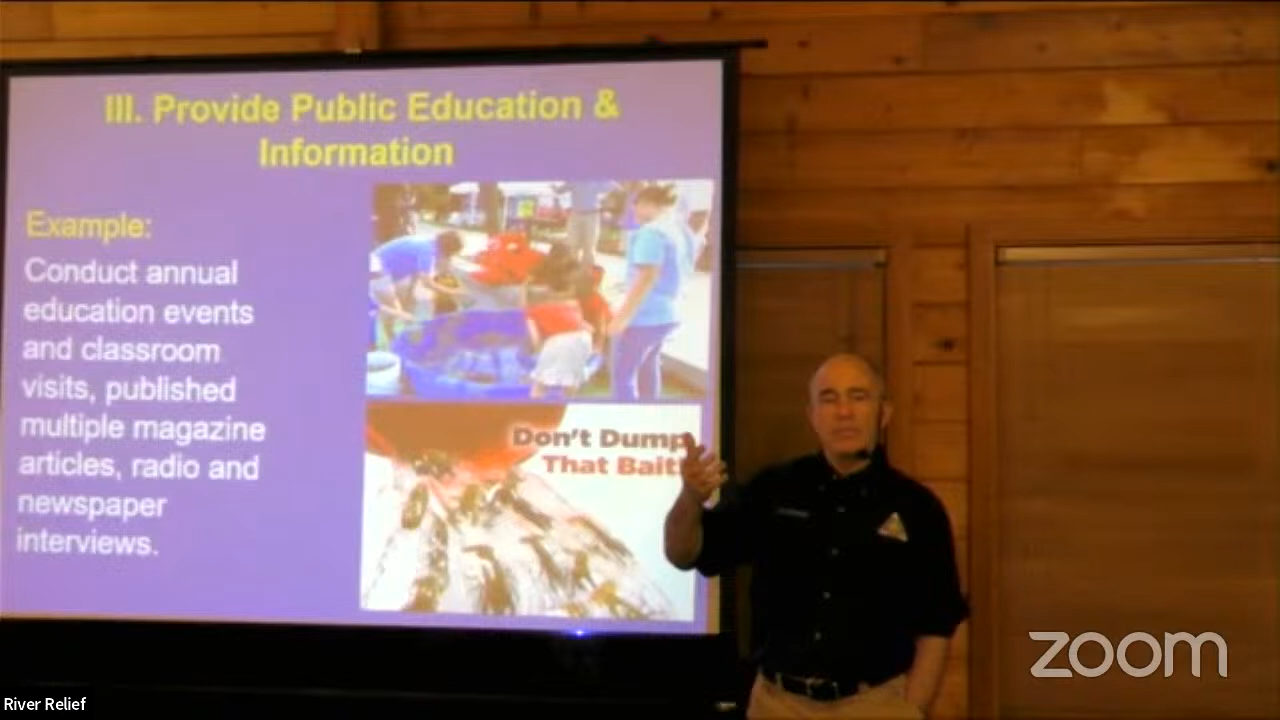 III. Provide Public Education &
Information
Example:
Conduct annual
education events
and classroom
visits, published
multiple magazine
articles, radio and
newspaper
interviews.
Don't Dump
That Bait!
zoom
River Relief